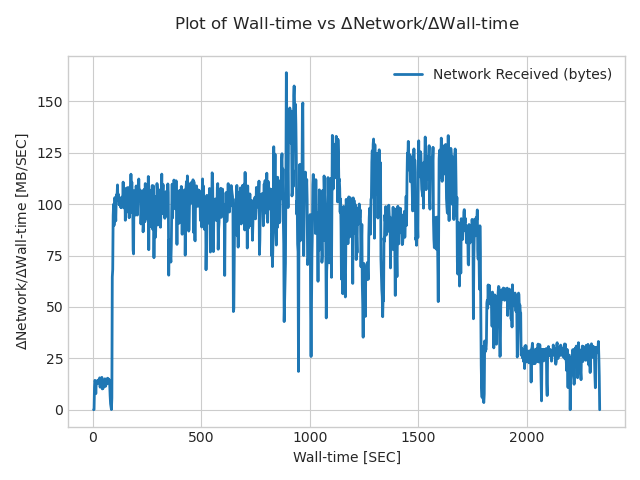 Plot of Wall-time vs ΔNetwork/ΔWall-time
Network Received (bytes)
ΔNetwork/ΔWall-time [MB/SEC]
150
125
100
75
50
25
0
0 500 1000 1500 2000
Wall-time [SEC]